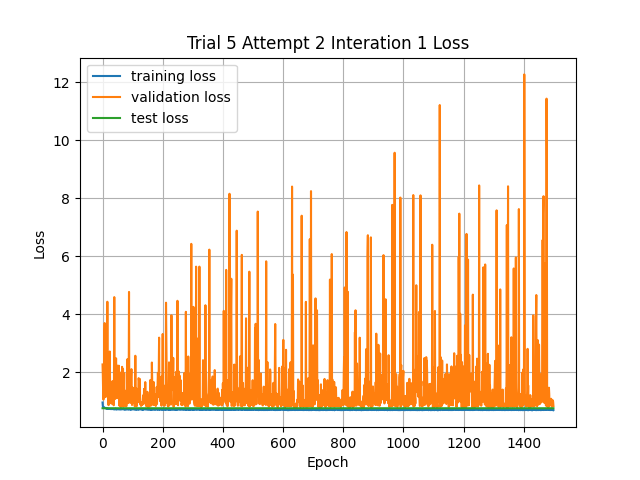 Trial 5 Attempt 2 Interation 1 Loss
training loss
validation loss
test loss
12
10
8
6
4
2
Loss
0 200 400 600 800 1000 1200 1400
Epoch